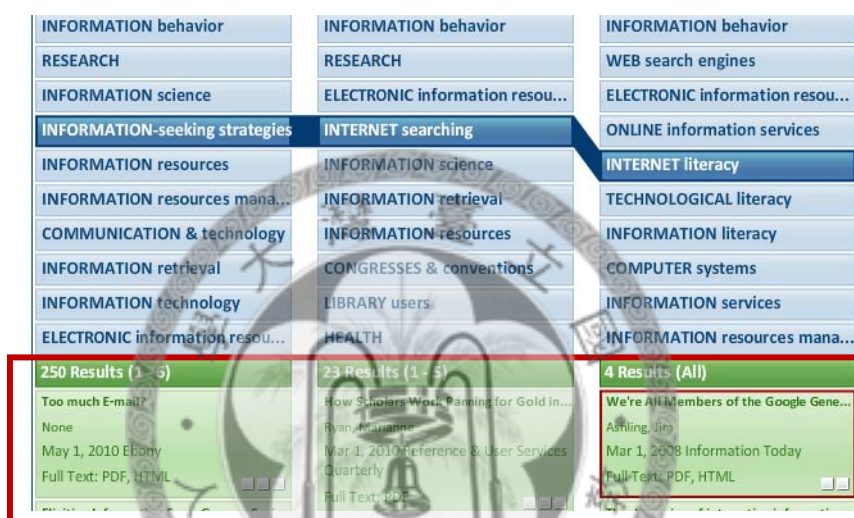 INFORMATION behavior
RESEARCH
INFORMATION science
INFORMATION-seeking strategies
INFORMATION resources
INFORMATION resources mana...
COMMUNICATION & technology
INFORMATION retrieval
INFORMATION technology
ELECTRONIC information resou...
250 Results (1 - 6)
Too much E-mail?
None
May 1, 2010 Ebony
Full Text: PDF, HTML
INFORMATION behavior
RESEARCH
ELECTRONIC information resou...
INTERNET searching
INFORMATION science
INFORMATION retrieval
INFORMATION resources
CONGRESSES & conventions
LIBRARY users
HEALTH
23 Results (1 - 5)
How Scholars Work Panning for Gold in...
Ryan, Marianne
Mar 1, 2010 Reference & User Services
Quarterly
Full Text: PDF
INFORMATION behavior
WEB search engines
ELECTRONIC information resou...
ONLINE information services
INTERNET literacy
TECHNOLOGICAL literacy
INFORMATION literacy
COMPUTER systems
INFORMATION services
INFORMATION resources mana...
4 Results (All)
We're All Members of the Google Gene...
Ashling, Jim
Mar 1, 2008 Information Today
Full Text: PDF, HTML
臺
大
灣
立